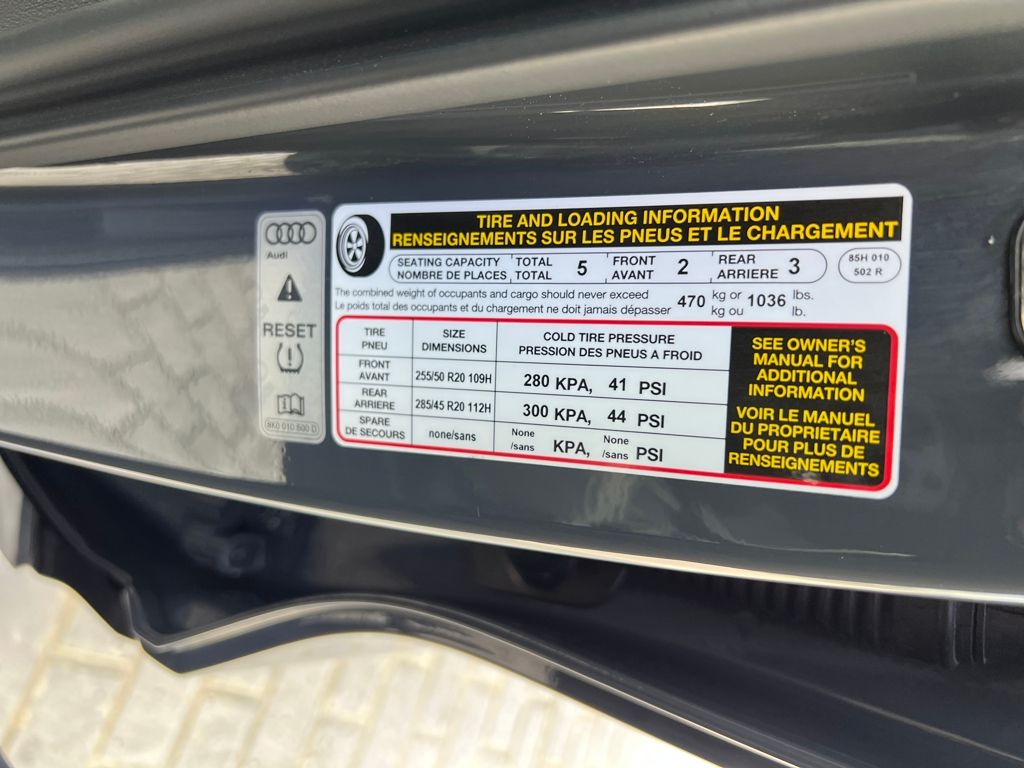 Audi
RESET
8K0 010 500 D
TIRE AND LOADING INFORMATION
RENSEIGNEMENTS SUR LES PNEUS ET LE CHARGEMENT
SEATING CAPACITY TOTAL 5 FRONT 2 REAR 3
NOMBRE DE PLACES TOTAL AVANT ARRIERE
85H 010
502 R
The combined weight of occupants and cargo should never exceed 470 kg or 1036 lbs.
Le poids total des occupants et du chargement ne doit jamais dépasser kg ou lb.
TIRE SIZE COLD TIRE PRESSURE
PNEU DIMENSIONS PRESSION DES PNEUS A FROID
FRONT
AVANT 255/50 R20 109H 280 KPA, 41 PSI
REAR
ARRIERE 285/45 R20 112H 300 KPA, 44 PSI
SPARE
DE SECOURS none/sans None /sans KPA, None /sans PSI
SEE OWNER'S
MANUAL FOR
ADDITIONAL
INFORMATION
VOIR LE MANUEL
DU PROPRIETAIRE
POUR PLUS DE
RENSEIGNEMENTS